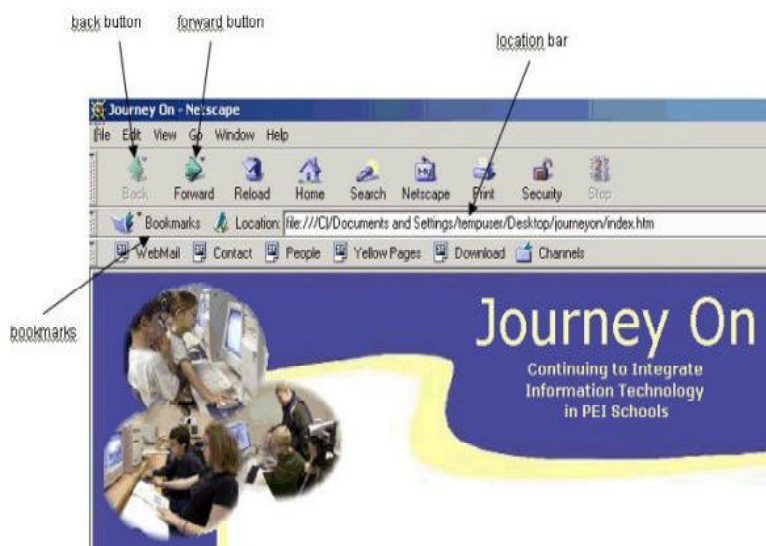 back button
forward button
location bar
Journey On - Netscape
File Edit View Go Window Help
Back Forward Reload Home Search Netscape Print Security Stop
Bookmarks Location: file:///C|/Documents and Settings/tempuser/Desktop/journeyon/index.htm
WebMail Contact People Yellow Pages Download Channels
bookmarks
Journey On
Continuing to Integrate
Information Technology
in PEI Schools